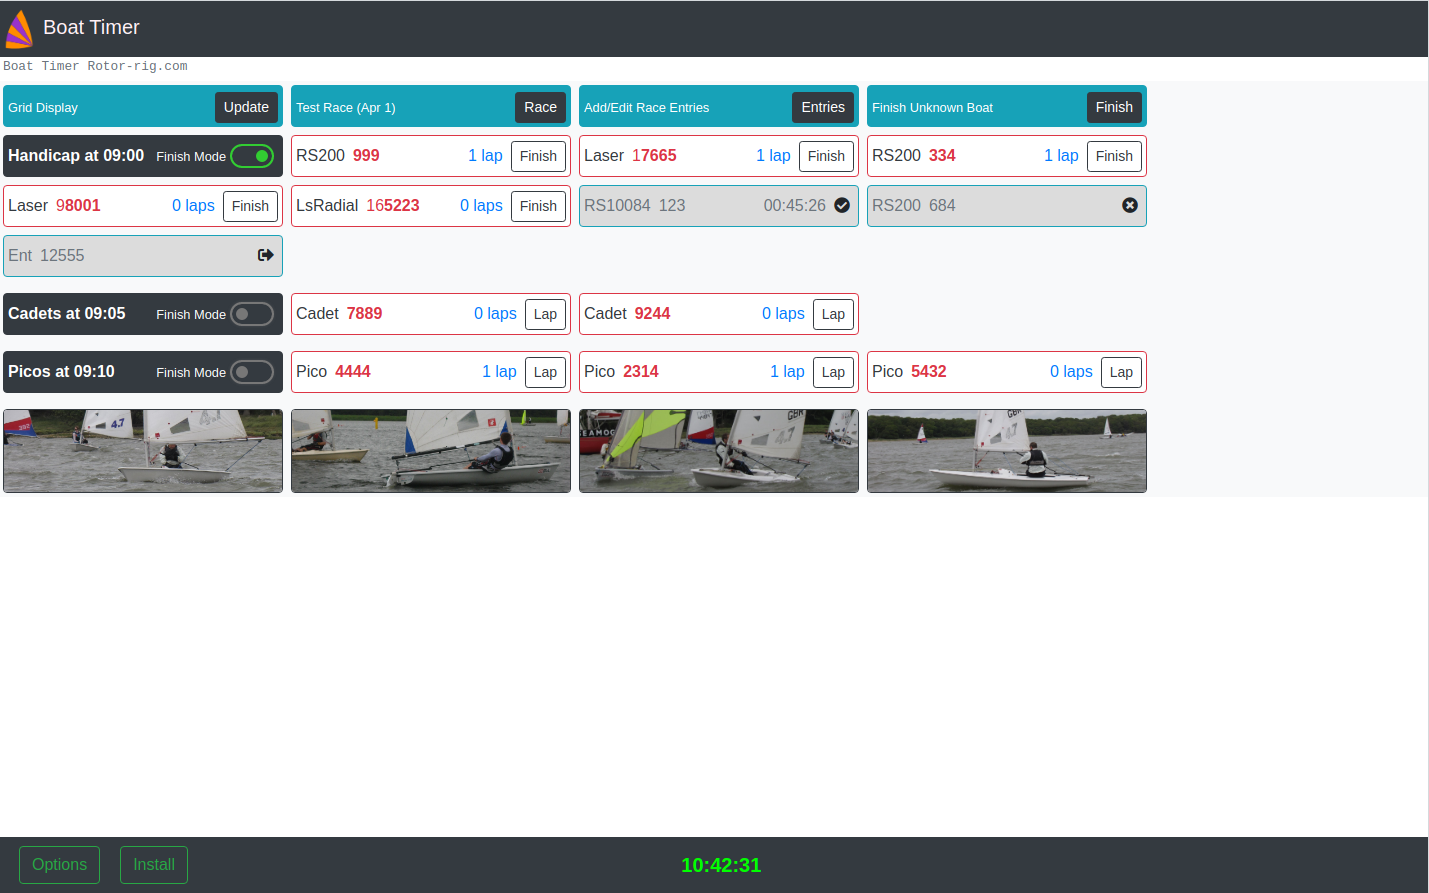 Boat Timer
Boat Timer Rotor-rig.com
Grid Display Update Test Race (Apr 1) Race Add/Edit Race Entries Entries Finish Unknown Boat Finish
Handicap at 09:00 Finish Mode RS200 999 1 lap Finish Laser 17665 1 lap Finish RS200 334 1 lap Finish
Laser 98001 0 laps Finish LsRadial 165223 0 laps Finish RS10084 123 00:45:26 RS200 684
Ent 12555
Cadets at 09:05 Finish Mode Cadet 7889 0 laps Lap Cadet 9244 0 laps Lap
Picos at 09:10 Finish Mode Pico 4444 1 lap Lap Pico 2314 1 lap Lap Pico 5432 0 laps Lap
4.7
4.7
Options Install 10:42:31